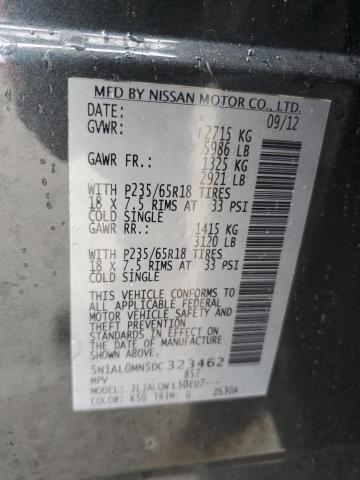 MFD BY NISSAN MOTOR CO., LTD.
DATE: 09/12
GVWR: 2715 KG
5986 LB
GAWR FR.: 1325 KG
2921 LB
WITH P235/65R18 TIRES
18 X 7.5 RIMS AT 33 PSI
COLD SINGLE
GAWR RR.: 1415 KG
3120 LB
WITH P235/65R18 TIRES
18 X 7.5 RIMS AT 33 PSI
COLD SINGLE
THIS VEHICLE CONFORMS TO
ALL APPLICABLE FEDERAL
MOTOR VEHICLE SAFETY
STANDARDS IN EFFECT ON
THE DATE OF MANUFACTURE
SHOWN ABOVE.
5N1AL0MN5DC323462
MPV 857
MODEL: JLJALQWL50EU7---
COLOR: K50 TRIM: G 2530A